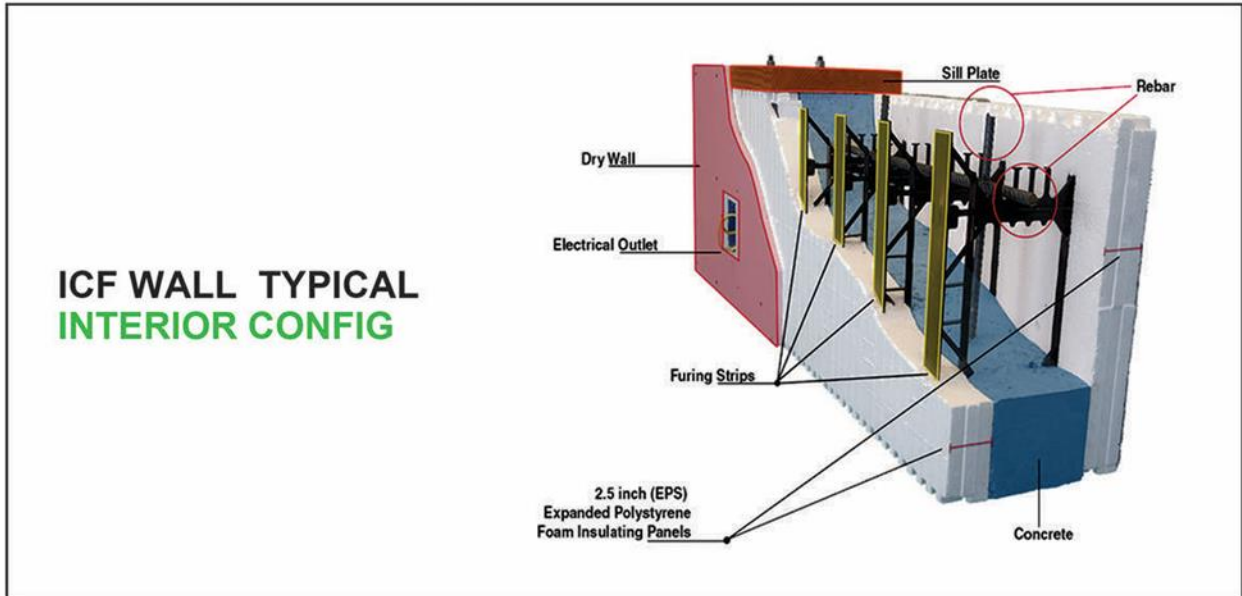 ICF WALL TYPICAL
INTERIOR CONFIG
Sill Plate
Rebar
Dry Wall
Electrical Outlet
Furing Strips
2.5 inch (EPS)
Expanded Polystyrene
Foam Insulating Panels
Concrete